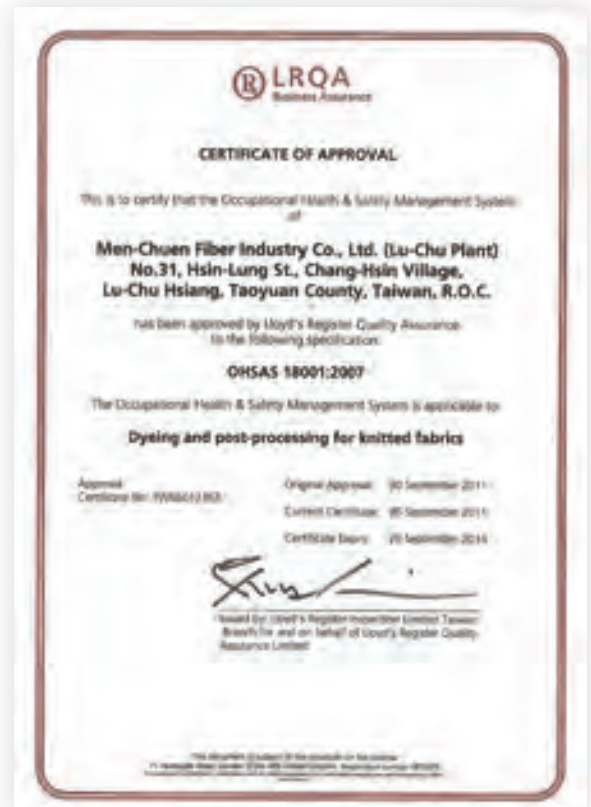 LRQA
Business Assurance
CERTIFICATE OF APPROVAL
This is to certify that the Occupational Health & Safety Management System
of
Men-Chuen Fiber Industry Co., Ltd. (Lu-Chu Plant)
No.31, Hsin-Lung St., Chang-Hsin Village,
Lu-Chu Hsiang, Taoyuan County, Taiwan, R.O.C.
has been approved by Lloyd's Register Quality Assurance
to the following specification:
OHSAS 18001:2007
The Occupational Health & Safety Management System is applicable to:
Dyeing and post-processing for knitted fabrics
Approval
Certificate No:
Original Approval: September 2011
Current Certificate: September
Certificate Expiry: September 2014
Issued by: Lloyd's Register Limited Taiwan
Branch for and on behalf of Lloyd's Register Quality
Assurance Limited